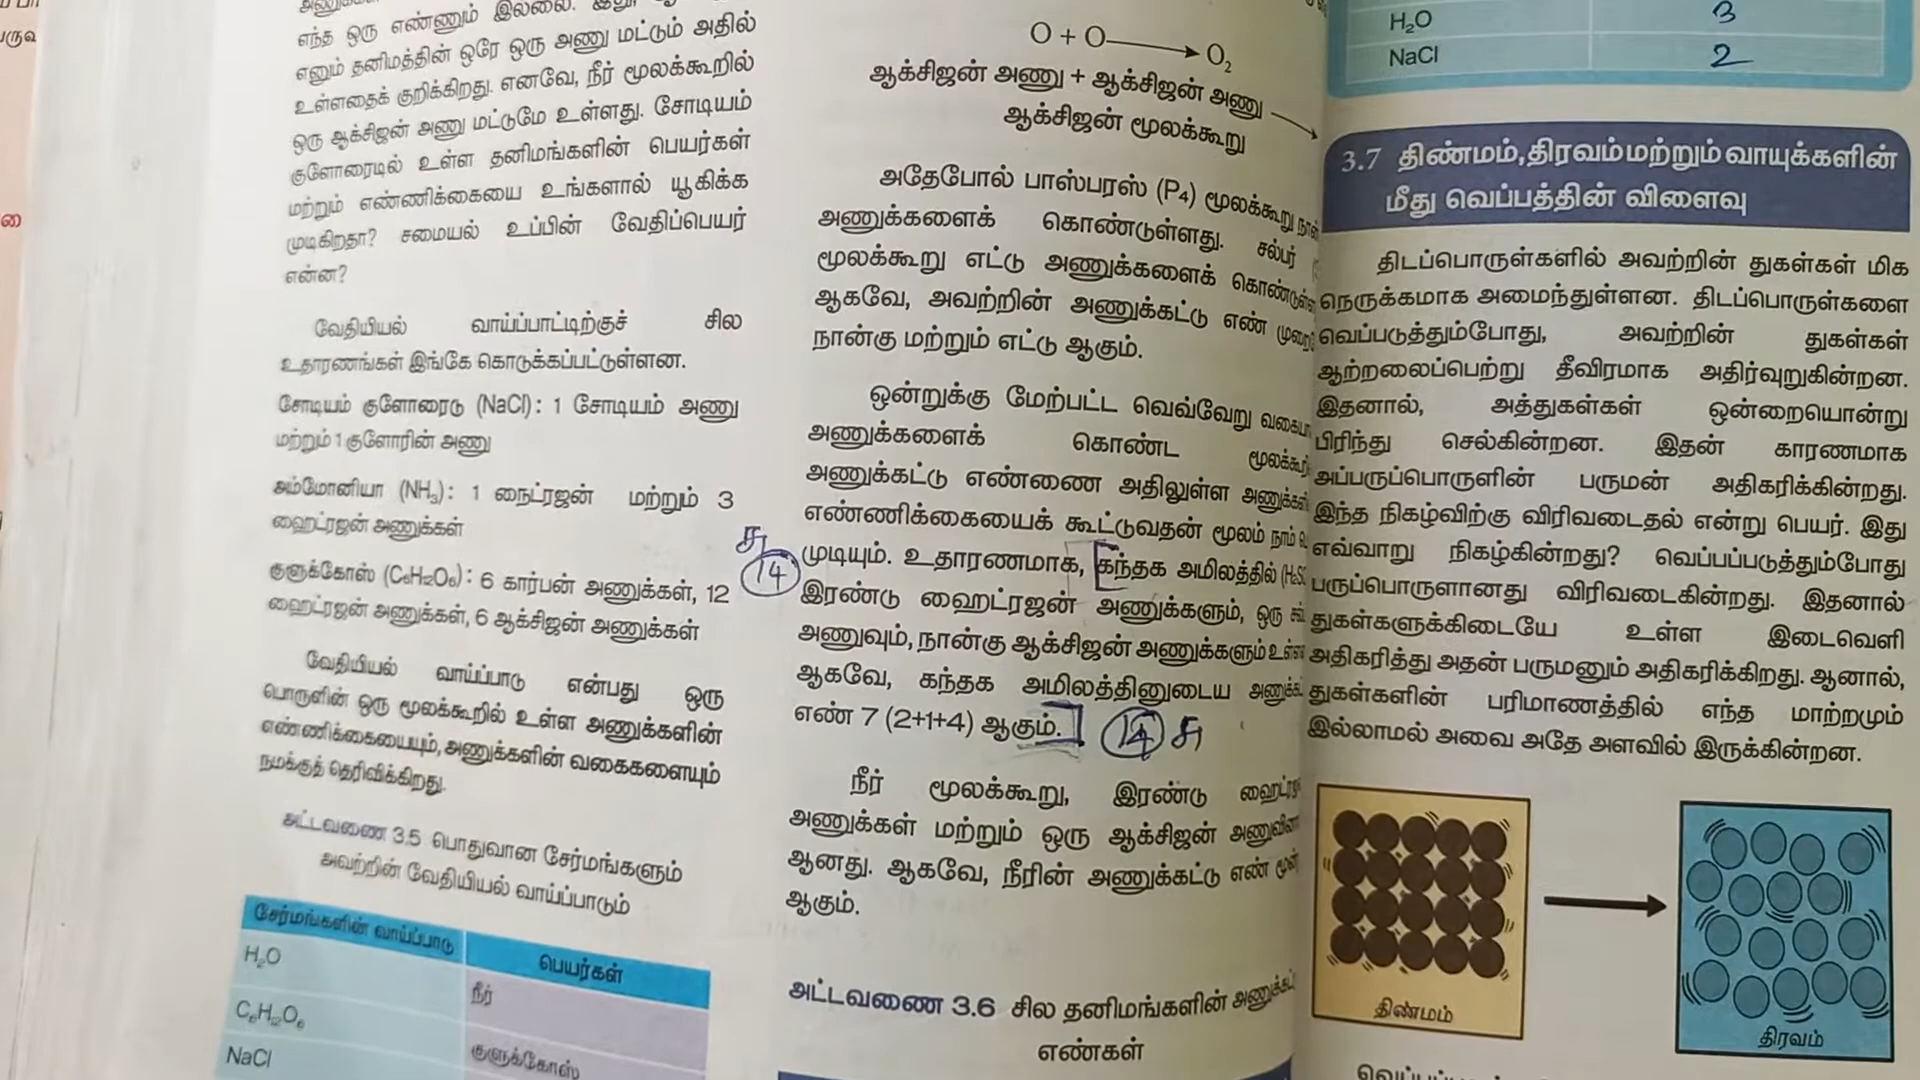 எந்த ஒரு எண்ணும் இல்லை.
எனும் தனிமத்தின் ஒரே ஒரு அணு மட்டும் அதில்
உள்ளதைக் குறிக்கிறது. எனவே, நீர் மூலக்கூறில்
ஒரு ஆக்சிஜன் அணு மட்டுமே உள்ளது. சோடியம்
குளோரைடில் உள்ள தனிமங்களின் பெயர்கள்
மற்றும் எண்ணிக்கையை உங்களால் யூகிக்க
முடிகிறதா? சமையல் உப்பின் வேதிப்பெயர்
என்ன?
வேதியியல் வாய்ப்பாட்டிற்குச் சில
உதாரணங்கள் இங்கே கொடுக்கப்பட்டுள்ளன.
சோடியம் குளோரைடு (NaCl): 1 சோடியம் அணு
மற்றும் 1 குளோரின் அணு
அம்மோனியா (NH₃): 1 நைட்ரஜன் மற்றும் 3
ஹைட்ரஜன் அணுக்கள்
குளுக்கோஸ் (C₆H₁₂O₆): 6 கார்பன் அணுக்கள், 12
ஹைட்ரஜன் அணுக்கள், 6 ஆக்சிஜன் அணுக்கள்
வேதியியல் வாய்ப்பாடு என்பது ஒரு
பொருளின் ஒரு மூலக்கூறில் உள்ள அணுக்களின்
எண்ணிக்கையையும், அணுக்களின் வகைகளையும்
நமக்குத் தெரிவிக்கிறது.
அட்டவணை 3.5 பொதுவான சேர்மங்களும்
அவற்றின் வேதியியல் வாய்ப்பாடும்
சேர்மங்களின் வாய்ப்பாடு பெயர்கள்
H₂O நீர்
C₆H₁₂O₆ குளுக்கோஸ்
NaCl
O + O → O₂
ஆக்சிஜன் அணு + ஆக்சிஜன் அணு →
ஆக்சிஜன் மூலக்கூறு
அதேபோல் பாஸ்பரஸ் (P₄) மூலக்கூறு
அணுக்களைக் கொண்டுள்ளது. சல்பர்
மூலக்கூறு எட்டு அணுக்களைக்
ஆகவே, அவற்றின் அணுக்கட்டு எண்
நான்கு மற்றும் எட்டு ஆகும்.
ஒன்றுக்கு மேற்பட்ட வெவ்வேறு
அணுக்களைக் கொண்ட
அணுக்கட்டு எண்ணை அதிலுள்ள
எண்ணிக்கையைக் கூட்டுவதன் மூலம் நாம்
முடியும். உதாரணமாக, [கந்தக அமிலத்தில்
14
இரண்டு ஹைட்ரஜன் அணுக்களும், ஒரு
அணுவும், நான்கு ஆக்சிஜன் அணுக்களும்
ஆகவே, கந்தக அமிலத்தினுடைய
எண் 7 (2+1+4) ஆகும்.] 14
நீர் மூலக்கூறு, இரண்டு
அணுக்கள் மற்றும் ஒரு ஆக்சிஜன்
ஆனது. ஆகவே, நீரின் அணுக்கட்டு எண்
ஆகும்.
அட்டவணை 3.6 சில தனிமங்களின்
எண்கள்
H₂O 3
NaCl 2
3.7 திண்மம், திரவம் மற்றும் வாயுக்களின்
மீது வெப்பத்தின் விளைவு
திடப்பொருள்களில் அவற்றின் துகள்கள் மிக
நெருக்கமாக அமைந்துள்ளன. திடப்பொருள்களை
வெப்படுத்தும்போது, அவற்றின் துகள்கள்
ஆற்றலைப்பெற்று தீவிரமாக அதிர்வுறுகின்றன.
இதனால், அத்துகள்கள் ஒன்றையொன்று
பிரிந்து செல்கின்றன. இதன் காரணமாக
அப்பருப்பொருளின் பருமன் அதிகரிக்கின்றது.
இந்த நிகழ்விற்கு விரிவடைதல் என்று பெயர். இது
எவ்வாறு நிகழ்கின்றது? வெப்பப்படுத்தும்போது
பருப்பொருளானது விரிவடைகின்றது. இதனால்
துகள்களுக்கிடையே உள்ள இடைவெளி
அதிகரித்து அதன் பருமனும் அதிகரிக்கிறது. ஆனால்,
துகள்களின் பரிமாணத்தில் எந்த மாற்றமும்
இல்லாமல் அவை அதே அளவில் இருக்கின்றன.
திண்மம்
திரவம்